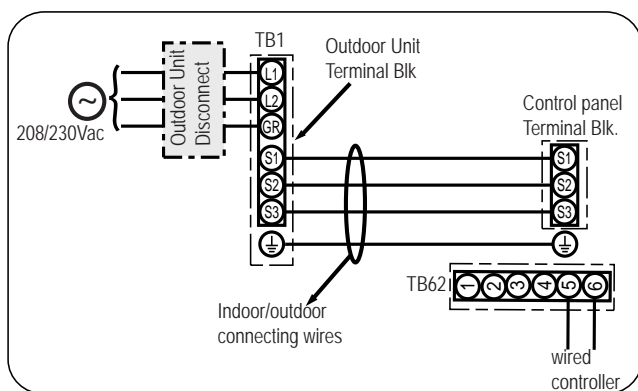 TB1
Outdoor Unit
Terminal Blk
Outdoor Unit
Disconnect
208/230Vac
L1
L2
GR
S1
S2
S3
Control panel
Terminal Blk.
S1
S2
S3
Indoor/outdoor
connecting wires
TB62
1 2 3 4 5 6
wired
controller